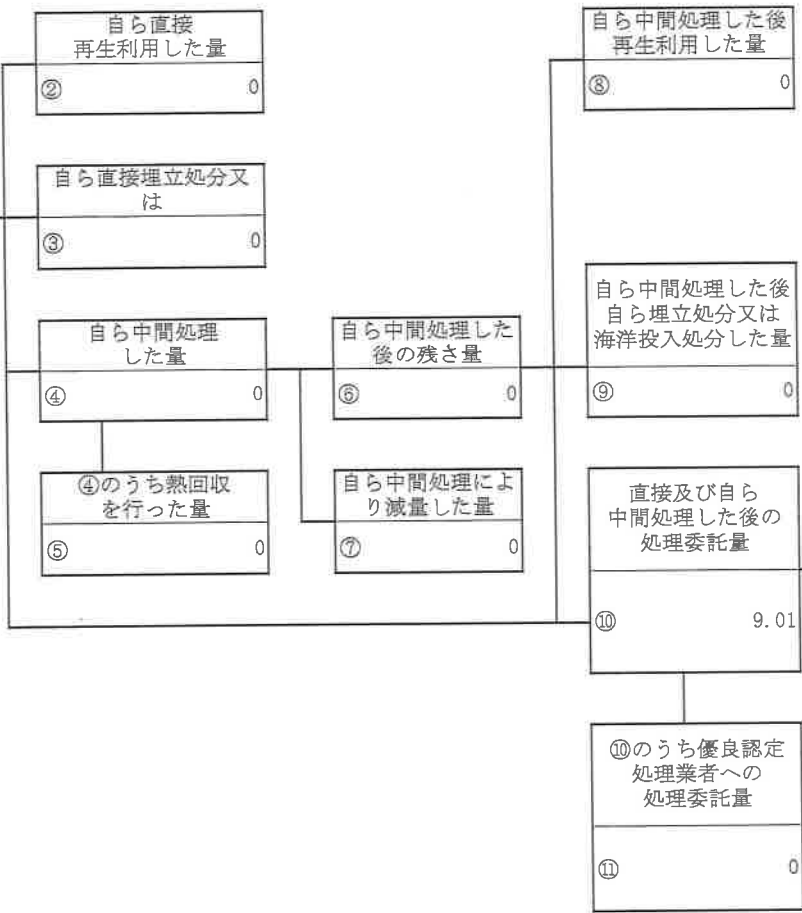 自ら直接
再生利用した量
② 0
自ら中間処理した後
再生利用した量
⑧ 0
自ら直接埋立処分又
は
③ 0
自ら中間処理した後
自ら埋立処分又は
海洋投入処分した量
⑨ 0
自ら中間処理
した量
④ 0
自ら中間処理した
後の残さ量
⑥ 0
④のうち熱回収
を行った量
⑤ 0
自ら中間処理によ
り減量した量
⑦ 0
直接及び自ら
中間処理した後の
処理委託量
⑩ 9.01
⑩のうち優良認定
処理業者への
処理委託量
⑪ 0